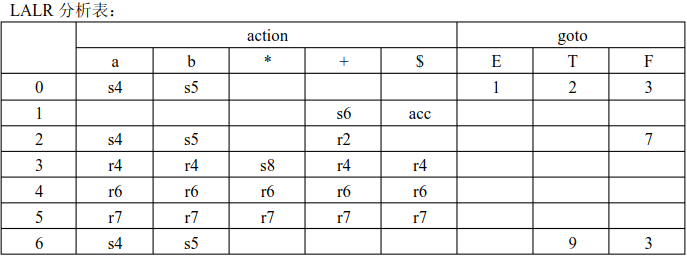 LALR 分析表：
action goto
a b * + $ E T F
0 s4 s5 1 2 3
1 s6 acc
2 s4 s5 r2 7
3 r4 r4 s8 r4 r4
4 r6 r6 r6 r6 r6
5 r7 r7 r7 r7 r7
6 s4 s5 9 3